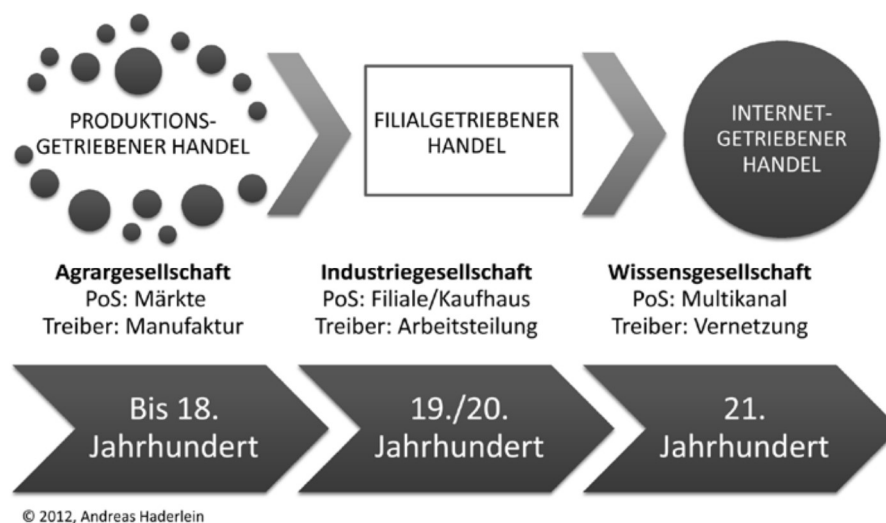 PRODUKTIONS-
GETRIEBENER HANDEL
FILIALGETRIEBENER
HANDEL
INTERNET-
GETRIEBENER
HANDEL
Agrargesellschaft
PoS: Märkte
Treiber: Manufaktur
Industriegesellschaft
PoS: Filiale/Kaufhaus
Treiber: Arbeitsteilung
Wissensgesellschaft
PoS: Multikanal
Treiber: Vernetzung
Bis 18.
Jahrhundert
19./20.
Jahrhundert
21.
Jahrhundert
© 2012, Andreas Haderlein